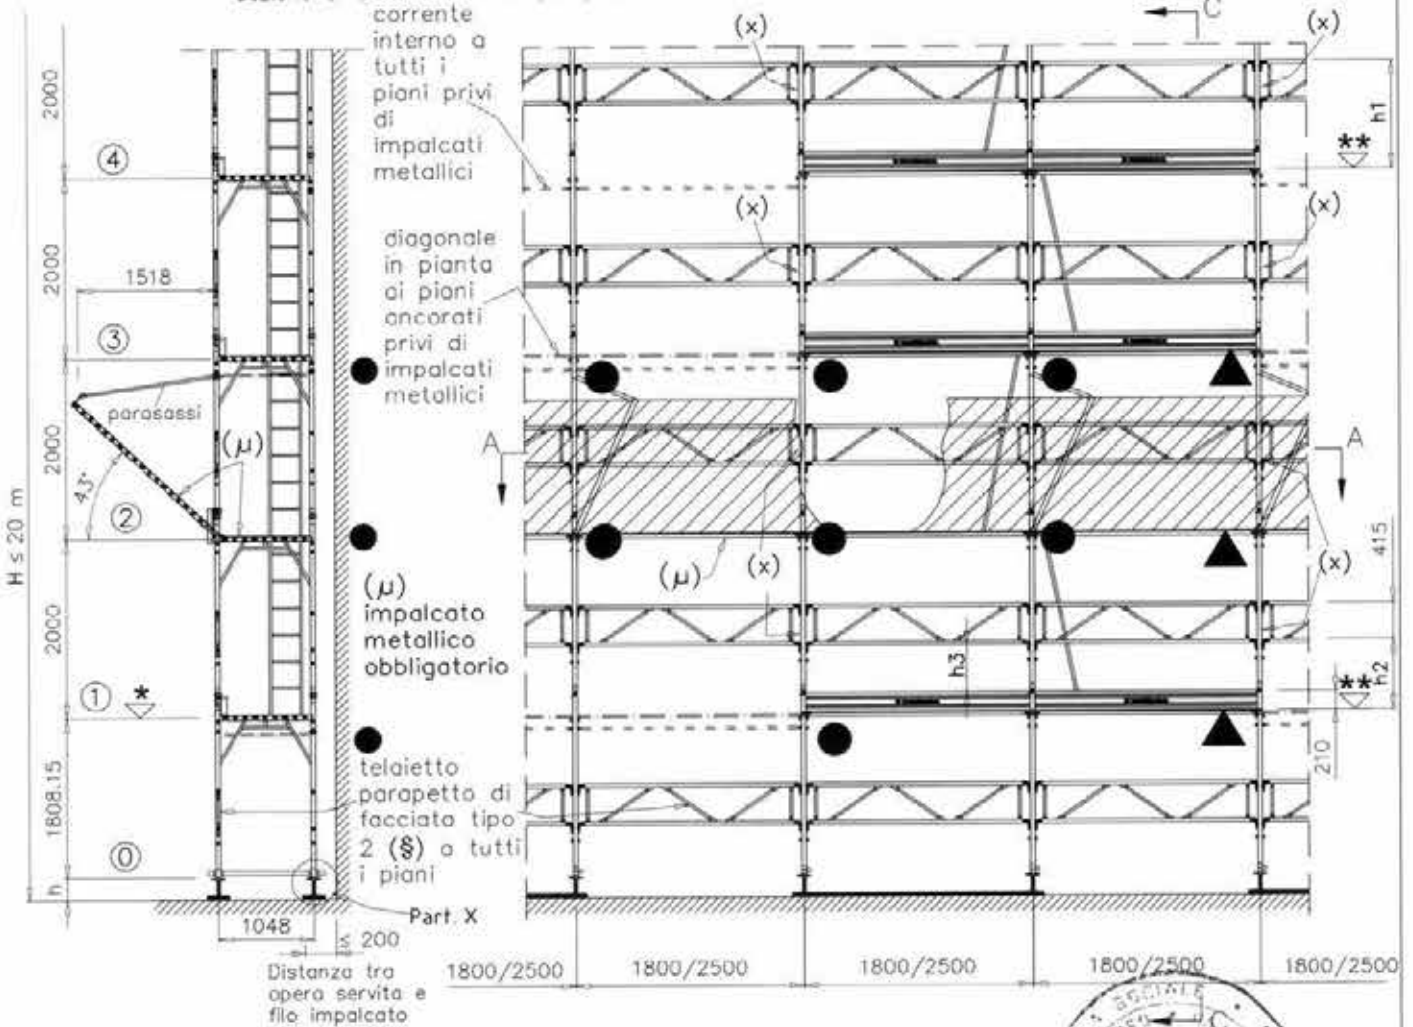 corrente
interno a
tutti i
piani privi
di
impalcati
metallici
diagonale
in pianta
ai piani
ancorati
privi di
impalcati
metallici
parasassi
43°
(µ)
(µ)
impalcato
metallico
obbligatorio
telaietto
parapetto di
facciata tipo
2 (§) a tutti
i piani
Part. X
H ≤ 20 m
2000
2000
2000
2000
1808.15
h
1518
4
3
2
1
*
0
1048
≤ 200
Distanza tra
opera servita e
filo impalcato
C
(x)
(x)
h1
**
(x)
(x)
A
A
(µ)
(x)
(x)
415
h3
h2
**
210
1800/2500
1800/2500
1800/2500
1800/2500
1800/2500
SOCIALE
C